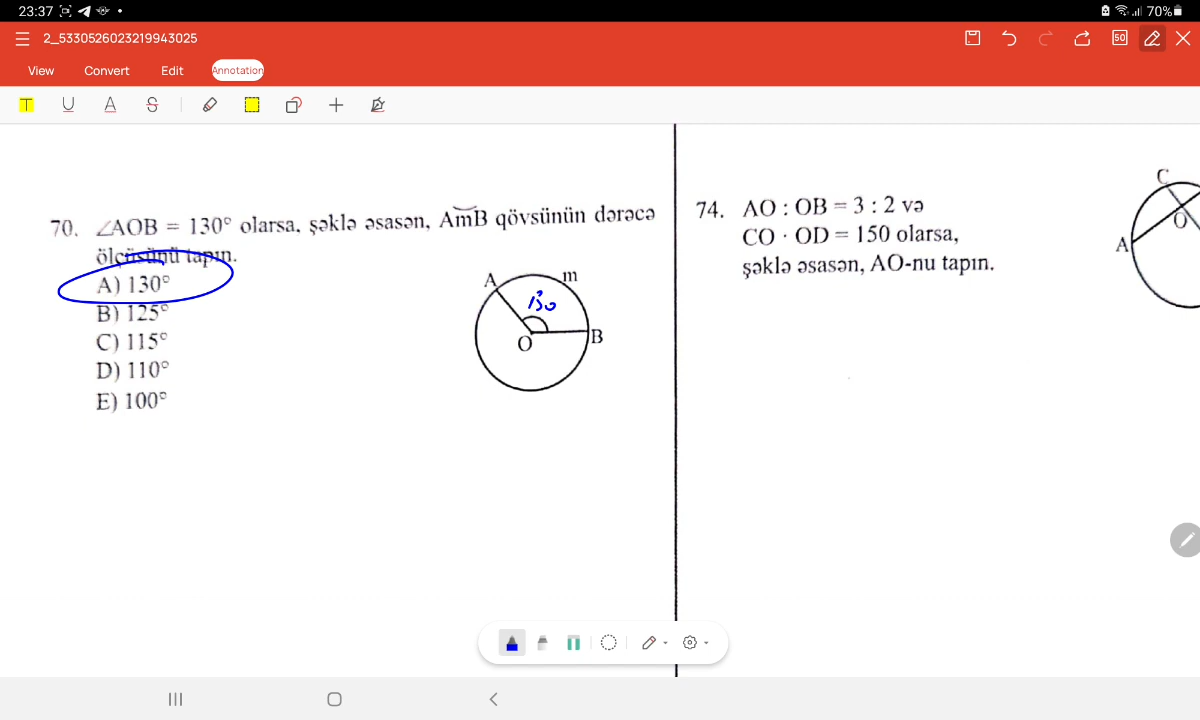 23:37
70%
2_5330526023219943025
50
View Convert Edit Annotation
T U A S
70. ∠AOB = 130° olarsa, şəklə əsasən, AmB qövsünün dərəcə
ölçüsünü tapın.
A) 130°
B) 125°
C) 115°
D) 110°
E) 100°
A
m
130
O
B
74. AO : OB = 3 : 2 və
CO · OD = 150 olarsa,
şəklə əsasən, AO-nu tapın.
C
O
A